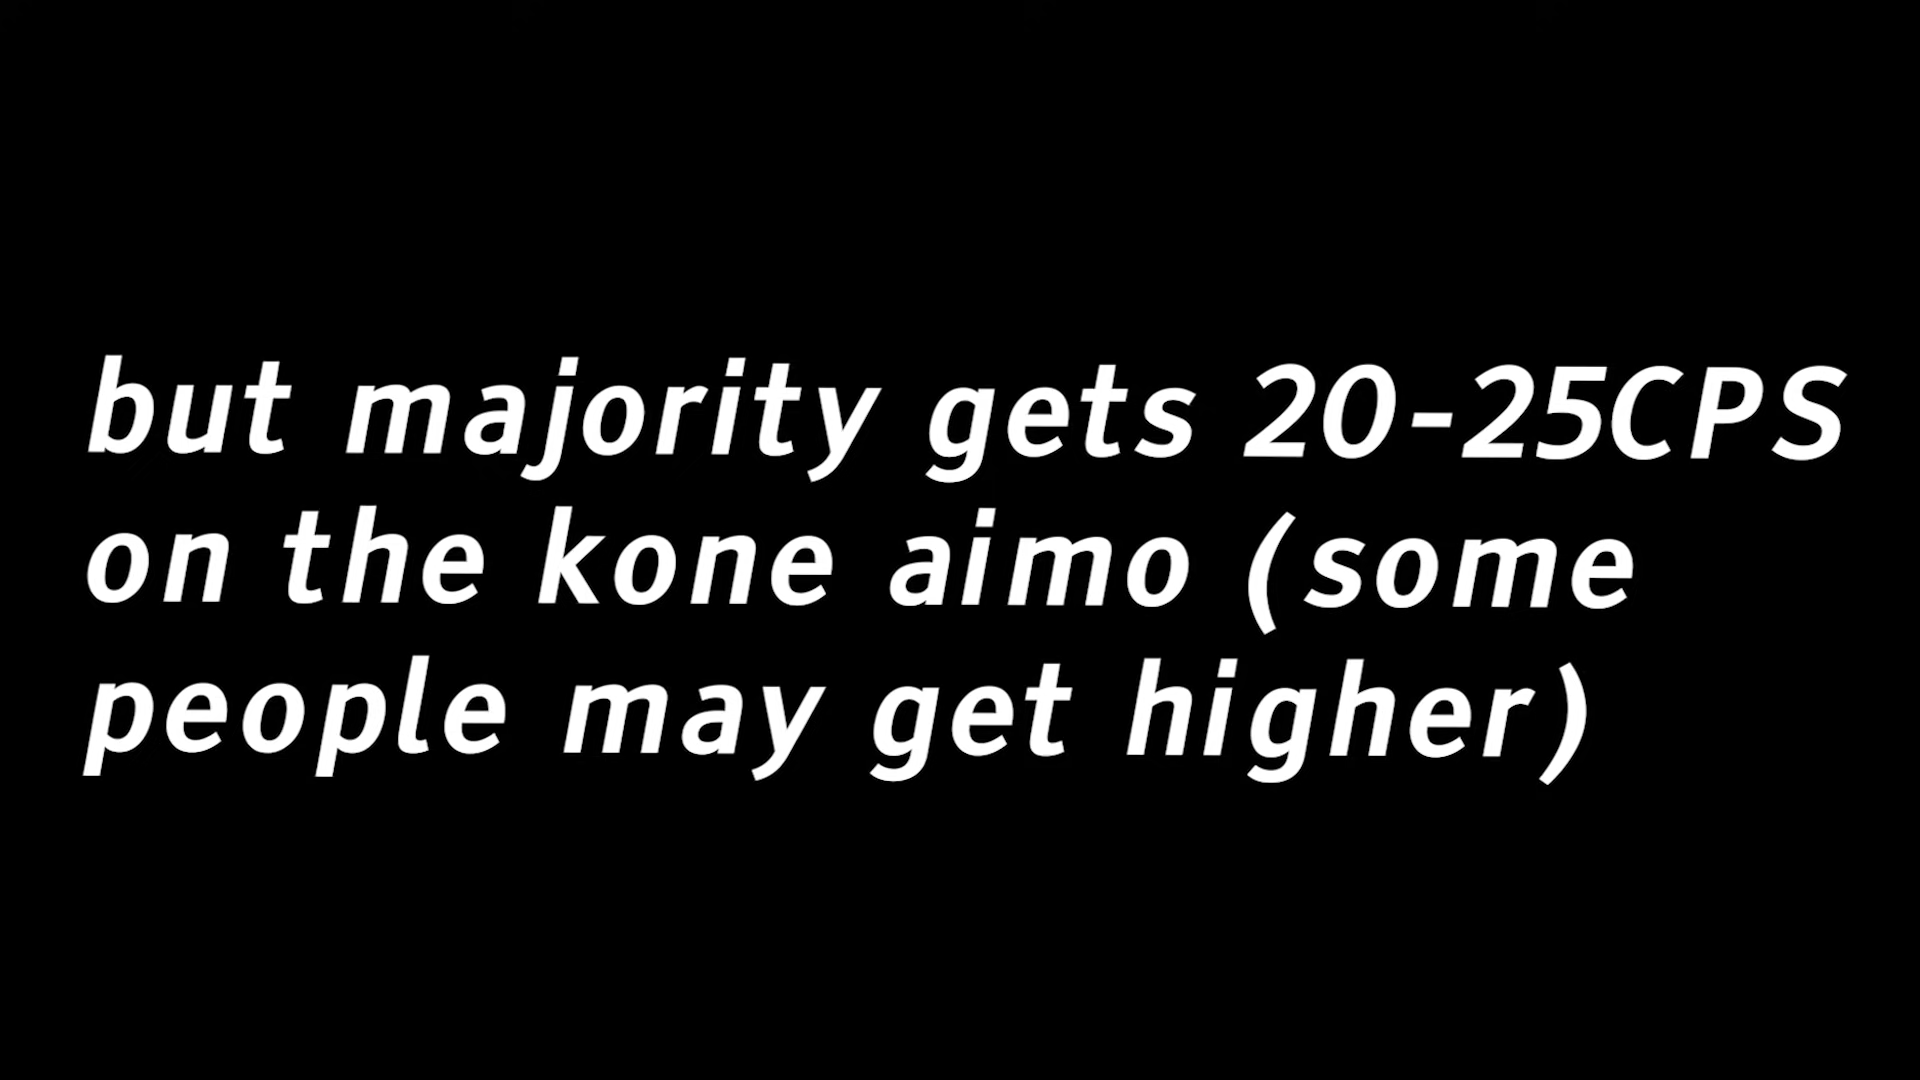 but majority gets 20-25CPS
on the kone aimo (some
people may get higher)